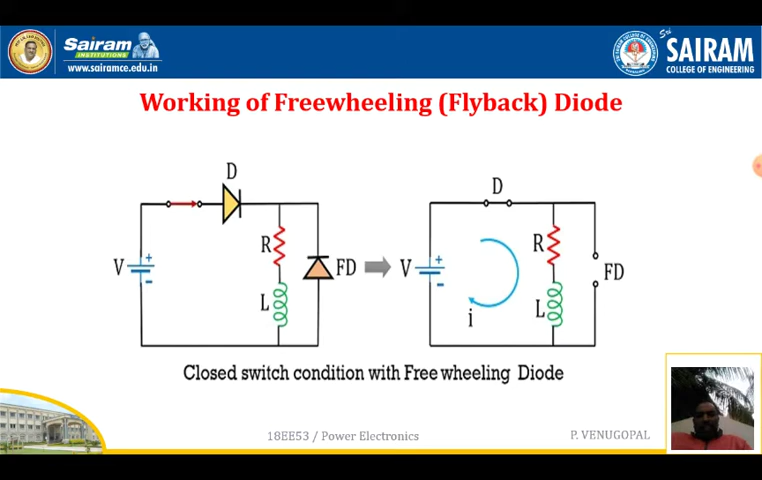 Sairam
INSTITUTIONS
www.sairamce.edu.in
SAIRAM
COLLEGE OF ENGINEERING
Working of Freewheeling (Flyback) Diode
D
R
V
+
-
FD
L
D
R
V
+
-
FD
L
i
Closed switch condition with Free wheeling Diode
18EE53 / Power Electronics
P. VENUGOPAL